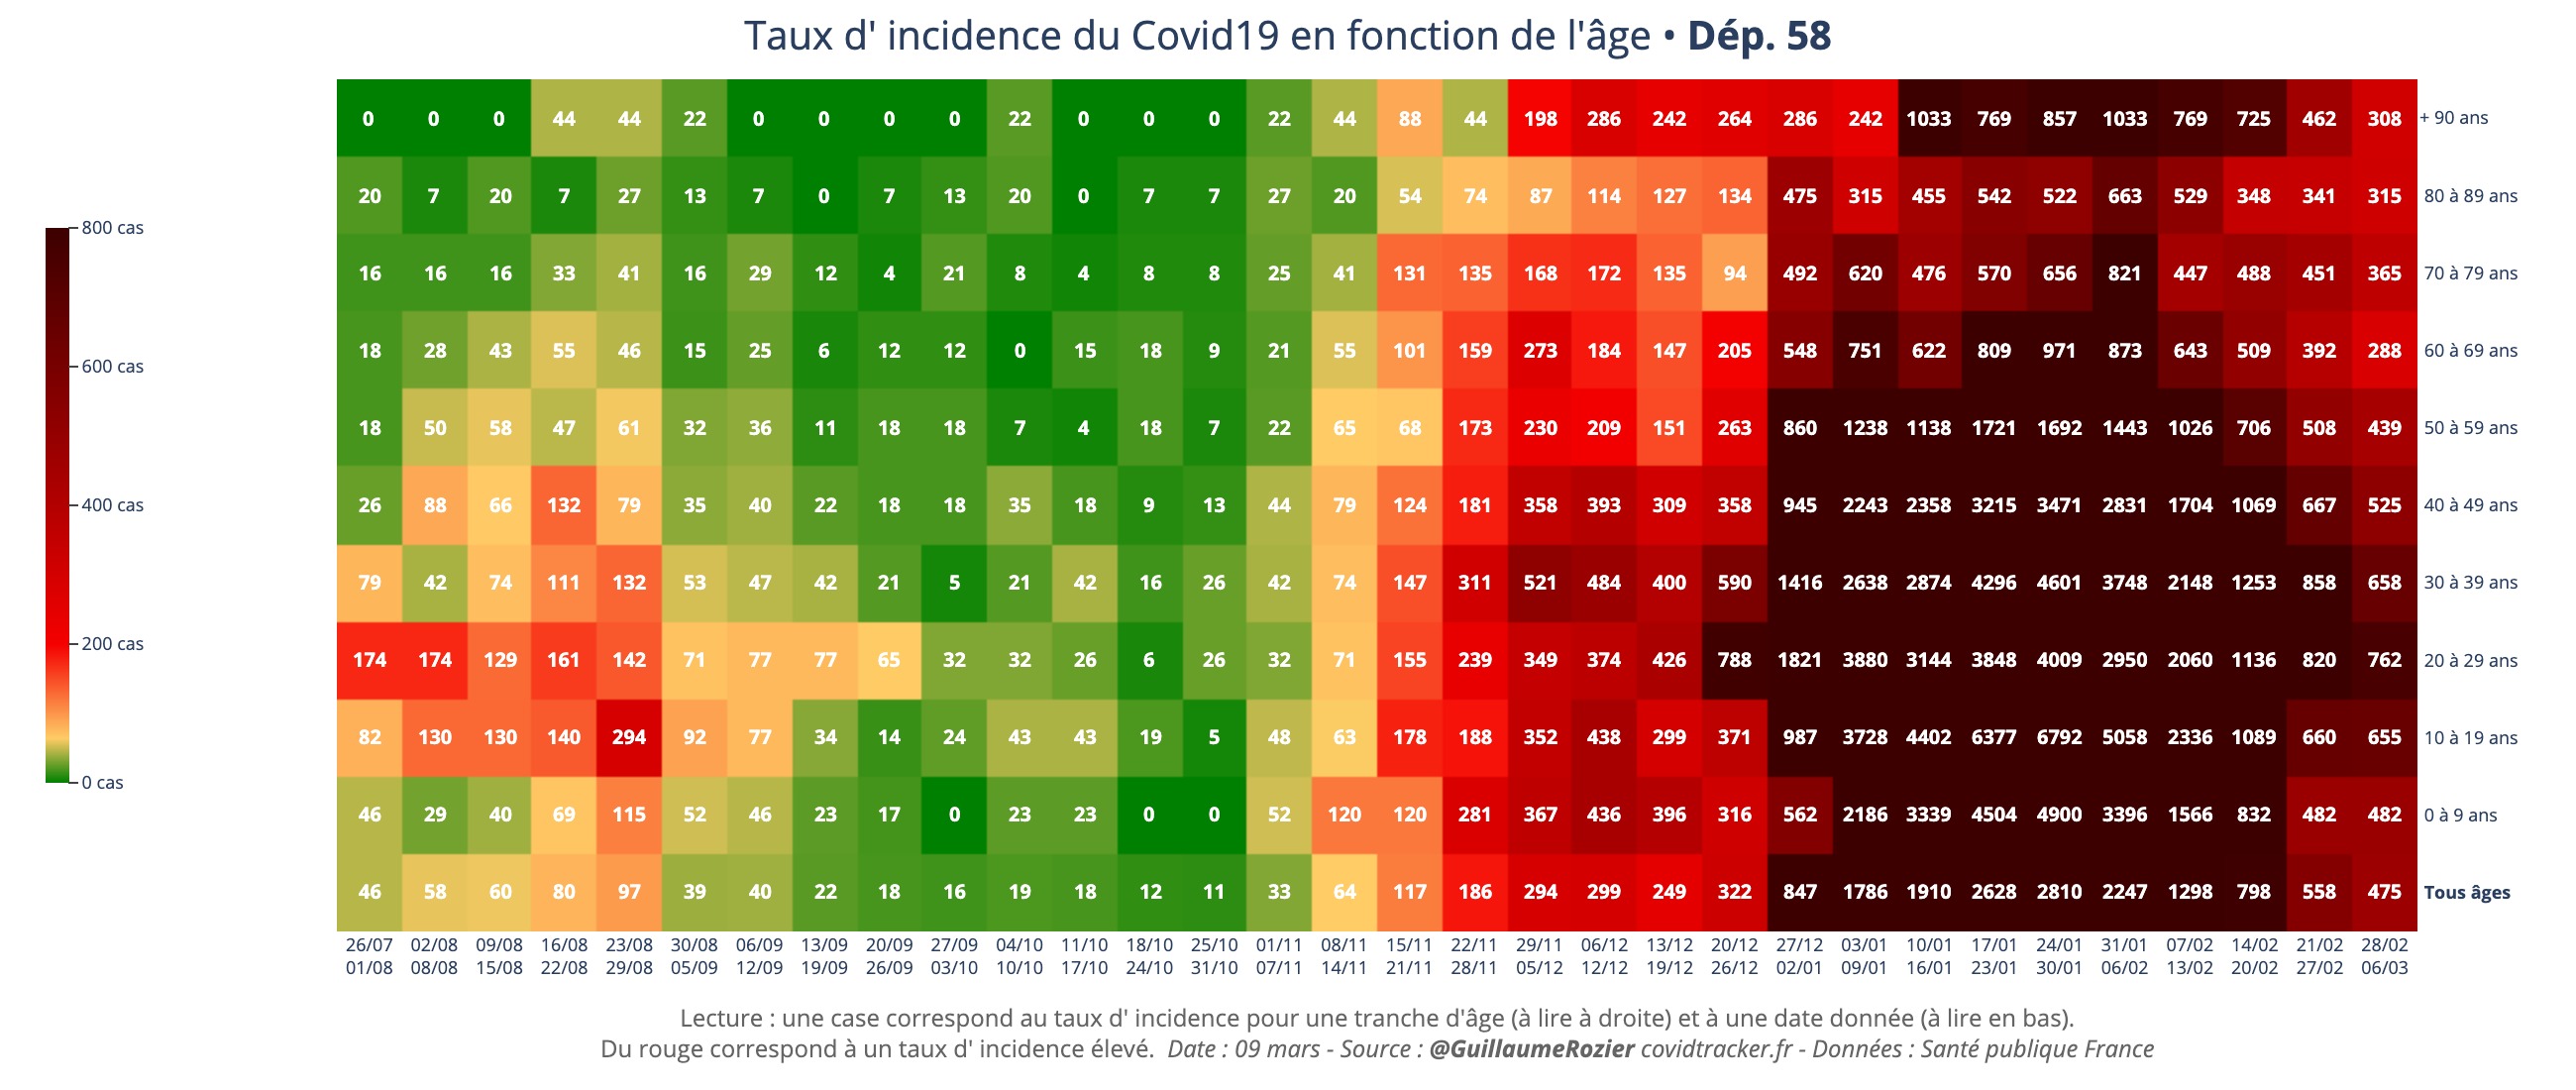 Taux d' incidence du Covid19 en fonction de l'âge • Dép. 58
0 0 0 44 44 22 0 0 0 0 22 0 0 0 22 44 88 44 198 286 242 264 286 242 1033 769 857 1033 769 725 462 308 + 90 ans
20 7 20 7 27 13 7 0 7 13 20 0 7 7 27 20 54 74 87 114 127 134 475 315 455 542 522 663 529 348 341 315 80 à 89 ans
800 cas
16 16 16 33 41 16 29 12 4 21 8 4 8 8 25 41 131 135 168 172 135 94 492 620 476 570 656 821 447 488 451 365 70 à 79 ans
18 28 43 55 46 15 25 6 12 12 0 15 18 9 21 55 101 159 273 184 147 205 548 751 622 809 971 873 643 509 392 288 60 à 69 ans
600 cas
18 50 58 47 61 32 36 11 18 18 7 4 18 7 22 65 68 173 230 209 151 263 860 1238 1138 1721 1692 1443 1026 706 508 439 50 à 59 ans
400 cas
26 88 66 132 79 35 40 22 18 18 35 18 9 13 44 79 124 181 358 393 309 358 945 2243 2358 3215 3471 2831 1704 1069 667 525 40 à 49 ans
79 42 74 111 132 53 47 42 21 5 21 42 16 26 42 74 147 311 521 484 400 590 1416 2638 2874 4296 4601 3748 2148 1253 858 658 30 à 39 ans
200 cas
174 174 129 161 142 71 77 77 65 32 32 26 6 26 32 71 155 239 349 374 426 788 1821 3880 3144 3848 4009 2950 2060 1136 820 762 20 à 29 ans
82 130 130 140 294 92 77 34 14 24 43 43 19 5 48 63 178 188 352 438 299 371 987 3728 4402 6377 6792 5058 2336 1089 660 655 10 à 19 ans
0 cas
46 29 40 69 115 52 46 23 17 0 23 23 0 0 52 120 120 281 367 436 396 316 562 2186 3339 4504 4900 3396 1566 832 482 482 0 à 9 ans
46 58 60 80 97 39 40 22 18 16 19 18 12 11 33 64 117 186 294 299 249 322 847 1786 1910 2628 2810 2247 1298 798 558 475 Tous âges
26/07 02/08 09/08 16/08 23/08 30/08 06/09 13/09 20/09 27/09 04/10 11/10 18/10 25/10 01/11 08/11 15/11 22/11 29/11 06/12 13/12 20/12 27/12 03/01 10/01 17/01 24/01 31/01 07/02 14/02 21/02 28/02
01/08 08/08 15/08 22/08 29/08 05/09 12/09 19/09 26/09 03/10 10/10 17/10 24/10 31/10 07/11 14/11 21/11 28/11 05/12 12/12 19/12 26/12 02/01 09/01 16/01 23/01 30/01 06/02 13/02 20/02 27/02 06/03
Lecture : une case correspond au taux d' incidence pour une tranche d'âge (à lire à droite) et à une date donnée (à lire en bas).
Du rouge correspond à un taux d' incidence élevé. Date : 09 mars - Source : @GuillaumeRozier covidtracker.fr - Données : Santé publique France